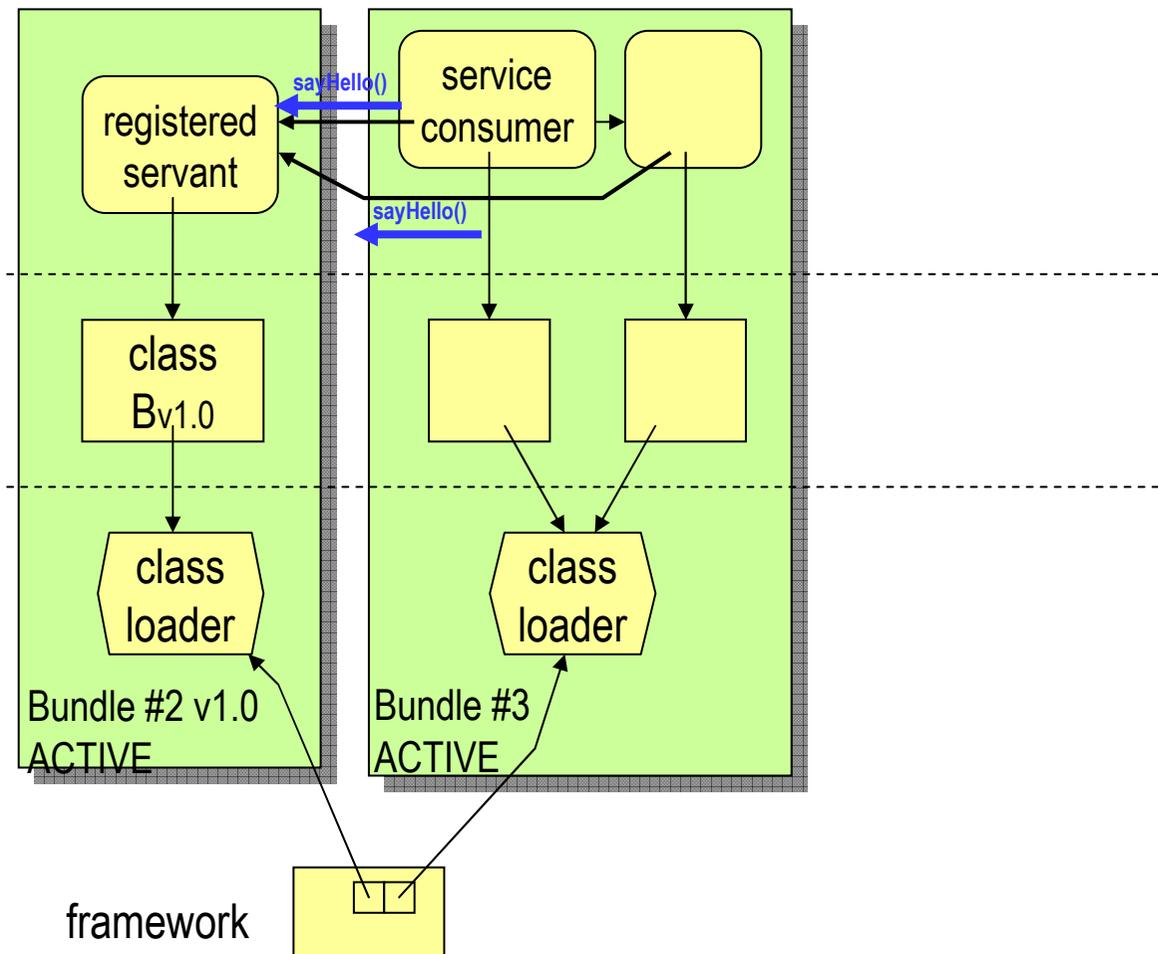 sayHello()
service
consumer
registered
servant
sayHello()
class
Bv1.0
class
loader
class
loader
Bundle #2 v1.0
ACTIVE
Bundle #3
ACTIVE
framework